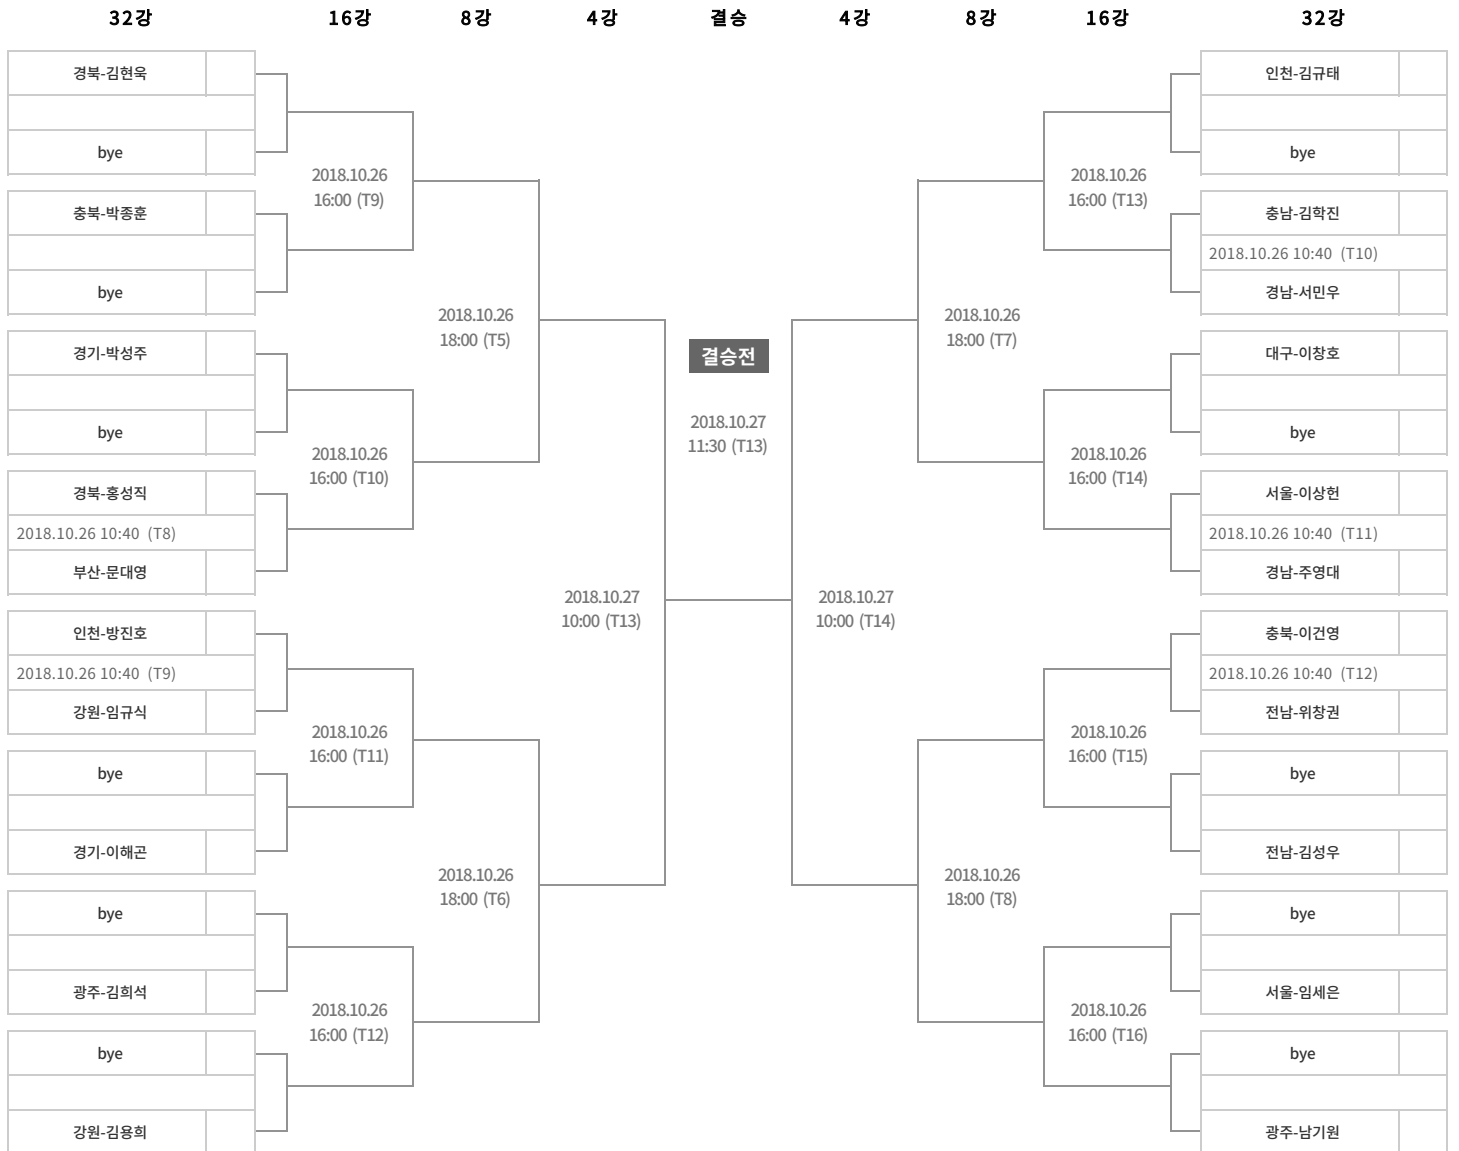 32강
16강
8강
4강
결승
4강
8강
16강
32강
경북-김현욱
bye
충북-박종훈
bye
경기-박성주
bye
경북-홍성직
2018.10.26 10:40 (T8)
부산-문대영
인천-방진호
2018.10.26 10:40 (T9)
강원-임규식
bye
경기-이해곤
bye
광주-김희석
bye
강원-김용희
2018.10.26
16:00 (T9)
2018.10.26
16:00 (T10)
2018.10.26
16:00 (T11)
2018.10.26
16:00 (T12)
2018.10.26
18:00 (T5)
2018.10.26
18:00 (T6)
2018.10.27
10:00 (T13)
결승전
2018.10.27
11:30 (T13)
2018.10.27
10:00 (T14)
2018.10.26
18:00 (T7)
2018.10.26
18:00 (T8)
2018.10.26
16:00 (T13)
2018.10.26
16:00 (T14)
2018.10.26
16:00 (T15)
2018.10.26
16:00 (T16)
인천-김규태
bye
충남-김학진
2018.10.26 10:40 (T10)
경남-서민우
대구-이창호
bye
서울-이상헌
2018.10.26 10:40 (T11)
경남-주영대
충북-이건영
2018.10.26 10:40 (T12)
전남-위창권
bye
전남-김성우
bye
서울-임세은
bye
광주-남기원